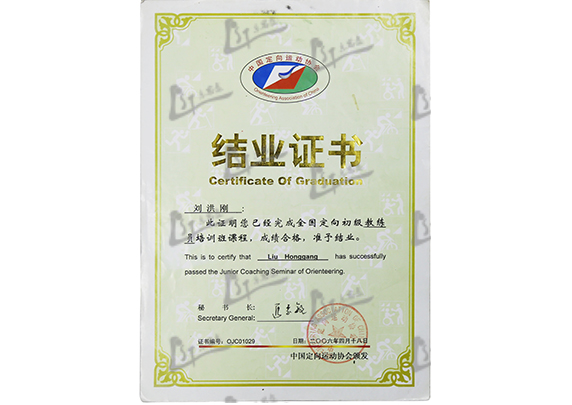 中国定向运动协会
Orienteering Association of China
结业证书
Certificate Of Graduation
刘洪刚:
此证明您已经完成全国定向初级教练
员培训班课程,成绩合格,准予结业。
This is to certify that Liu Honggang has successfully
passed the Junior Coaching Seminar of Orienteering.
秘书长:
Secretary General:
证书编号:OJC01029 日期:二〇〇六年四月十八日
中国定向运动协会颁发